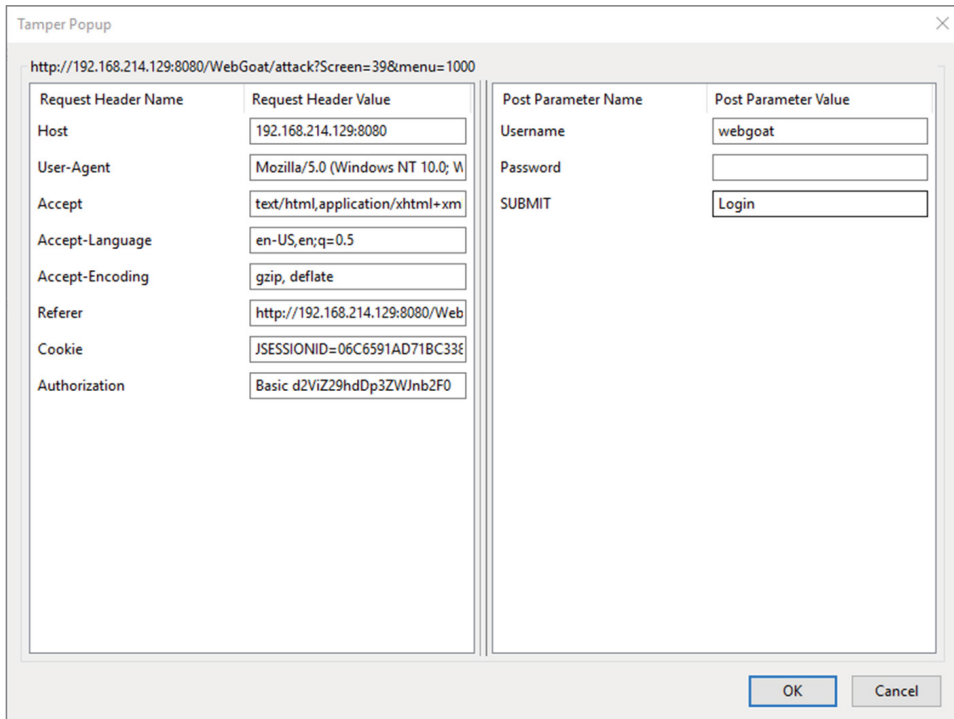 Tamper Popup
http://192.168.214.129:8080/WebGoat/attack?Screen=39&menu=1000
Request Header Name Request Header Value
Host 192.168.214.129:8080
User-Agent Mozilla/5.0 (Windows NT 10.0; W
Accept text/html,application/xhtml+xm
Accept-Language en-US,en;q=0.5
Accept-Encoding gzip, deflate
Referer http://192.168.214.129:8080/Web
Cookie JSESSIONID=06C6591AD71BC338
Authorization Basic d2ViZ29hdDp3ZWJnb2F0
Post Parameter Name Post Parameter Value
Username webgoat
Password
SUBMIT Login
OK Cancel